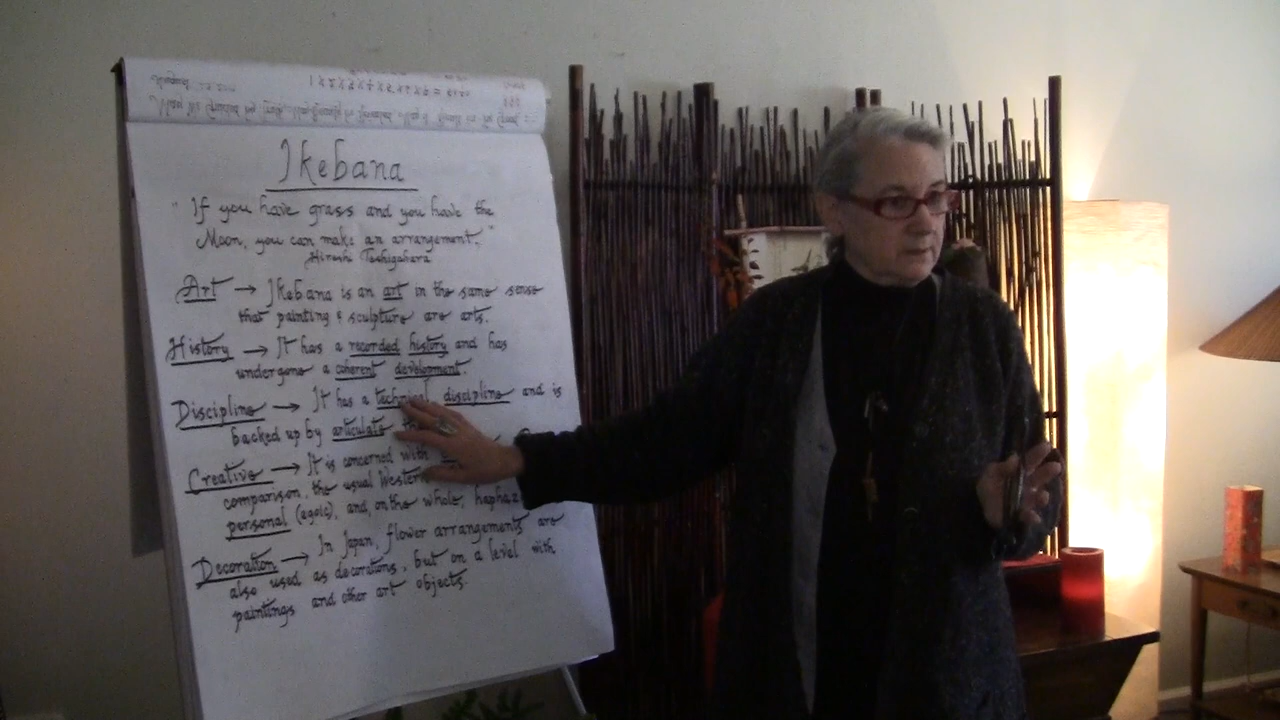 Ikebana
" If you have grass and you have the
Moon, you can make an arrangement."
Hiroshi Teshigahara
Art → Ikebana is an art in the same sense
that painting & sculpture are arts.
History → It has a recorded history and has
undergone a coherent development.
Discipline → It has a technical discipline and is
backed up by articulate
Creative → It is concerned with
comparison, the usual Western
personal (egoic), and, on the whole,
Decoration → In Japan, flower arrangements are
also used as decorations, but on a level with
paintings and other art objects.